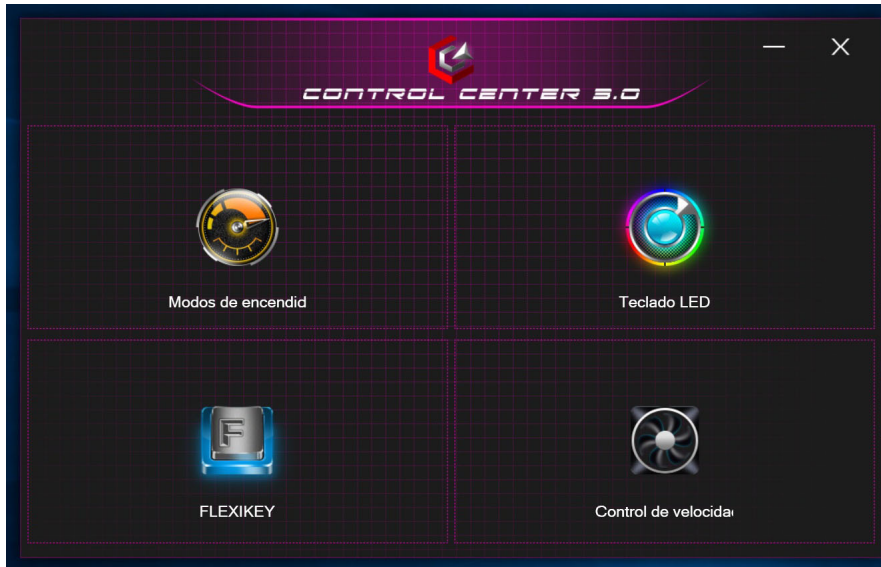 CONTROL CENTER 3.0
Modos de encendid
Teclado LED
F
FLEXIKEY
Control de velocida